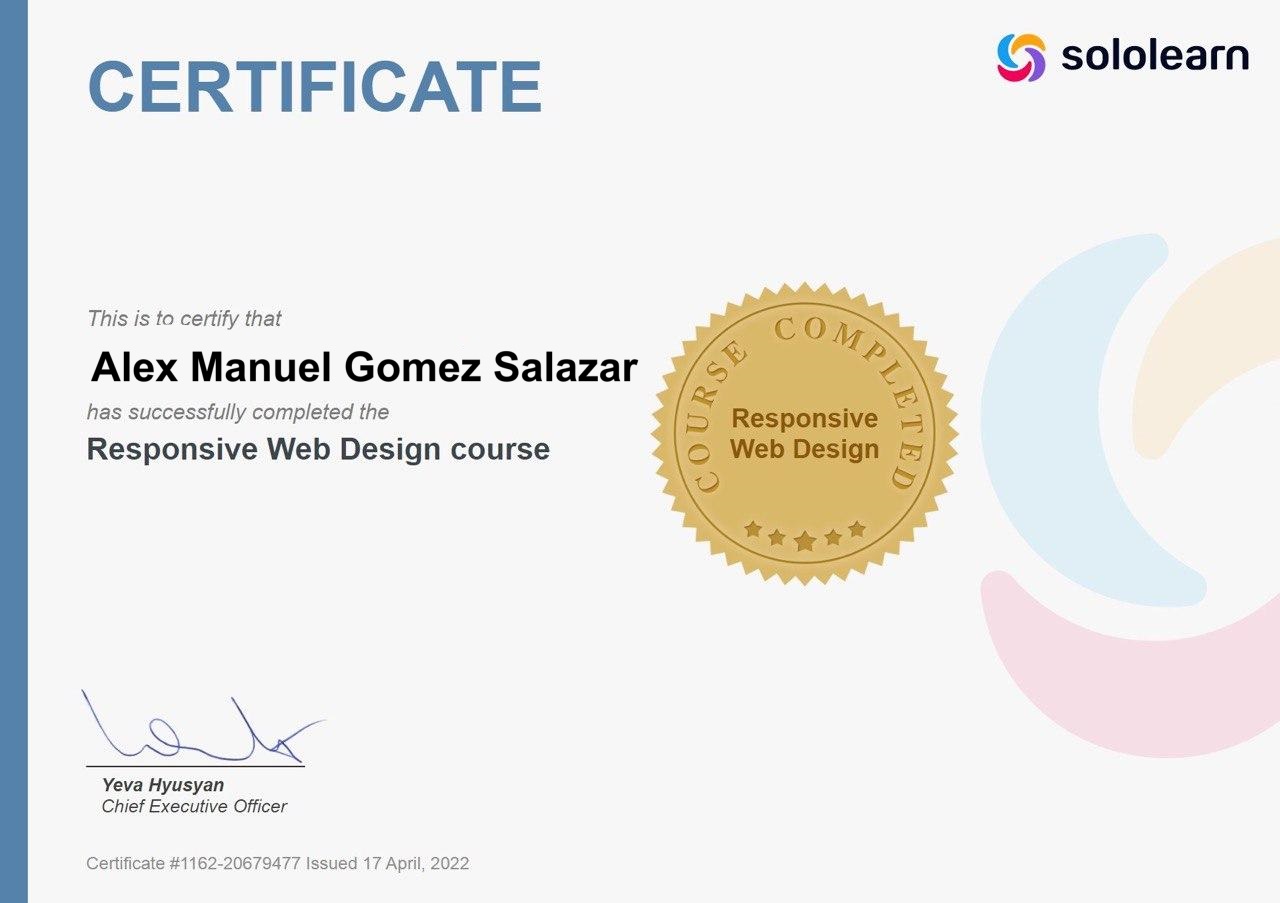 CERTIFICATE
sololearn
This is to certify that
Alex Manuel Gomez Salazar
has successfully completed the
Responsive Web Design course
COURSE COMPLETED
Responsive
Web Design
Yeva Hyusyan
Chief Executive Officer
Certificate #1162-20679477 Issued 17 April, 2022